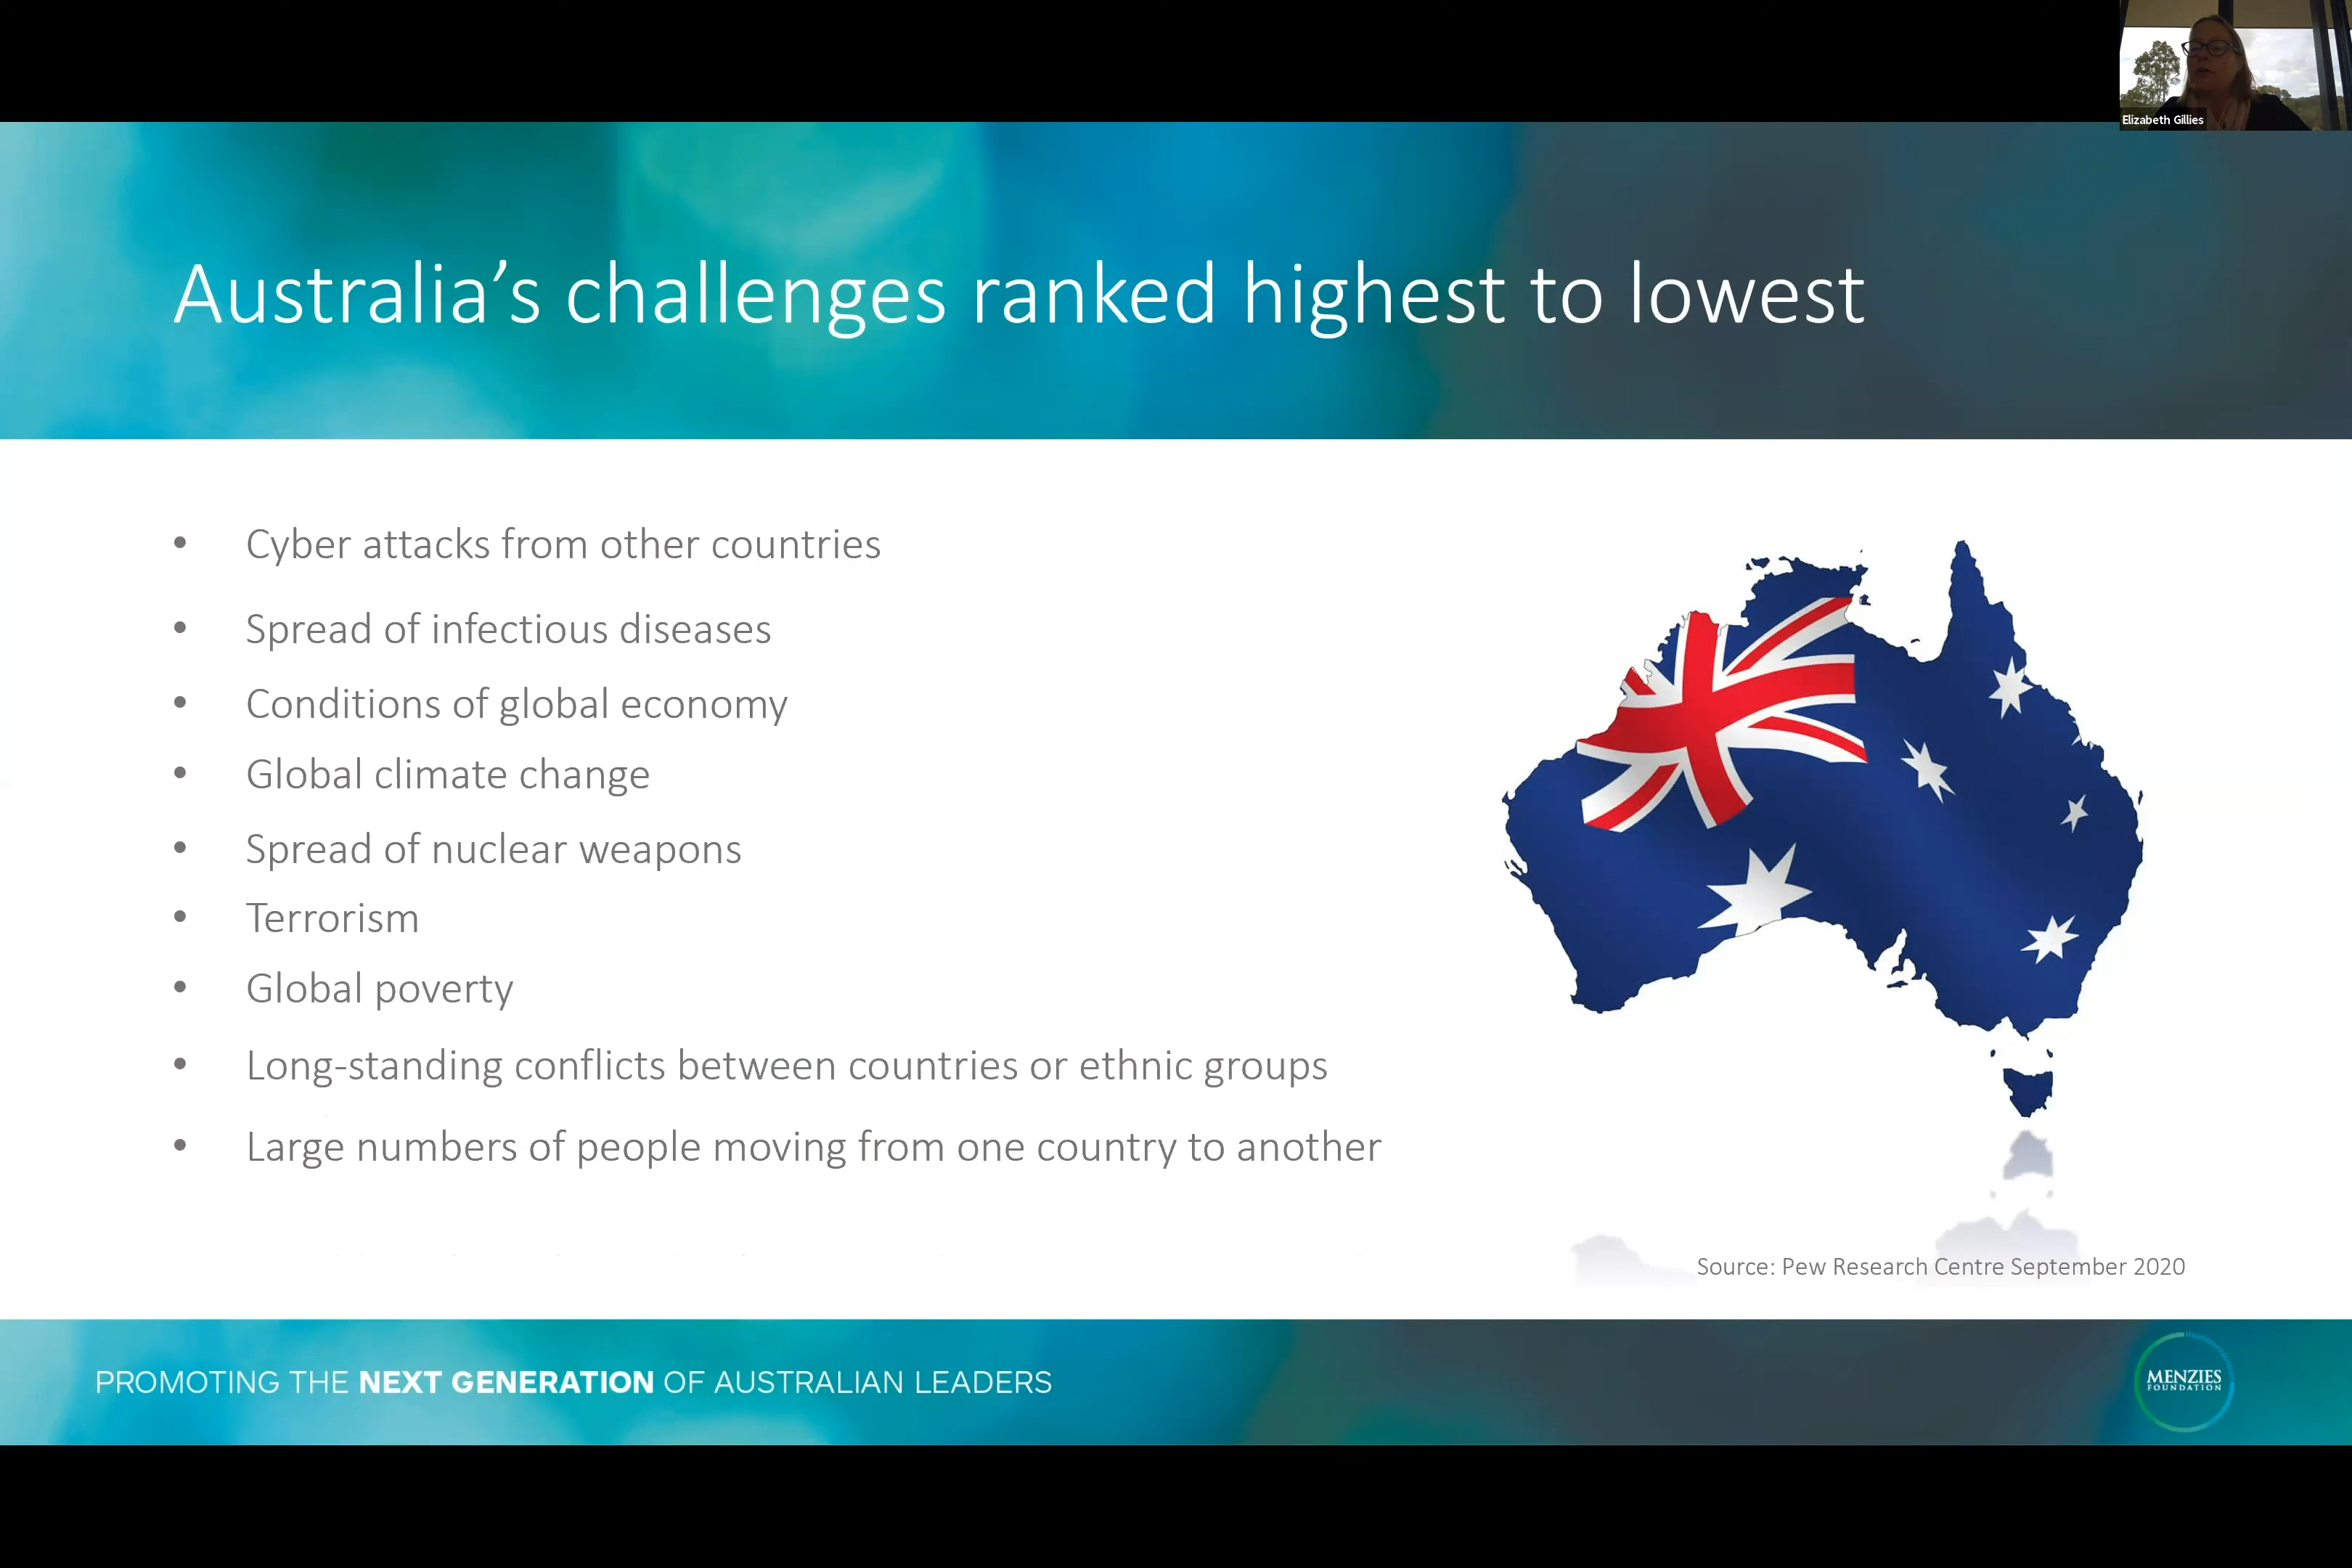 Elizabeth Gillies
Australia’s challenges ranked highest to lowest
• Cyber attacks from other countries
• Spread of infectious diseases
• Conditions of global economy
• Global climate change
• Spread of nuclear weapons
• Terrorism
• Global poverty
• Long-standing conflicts between countries or ethnic groups
• Large numbers of people moving from one country to another
Source: Pew Research Centre September 2020
PROMOTING THE NEXT GENERATION OF AUSTRALIAN LEADERS
MENZIES
FOUNDATION